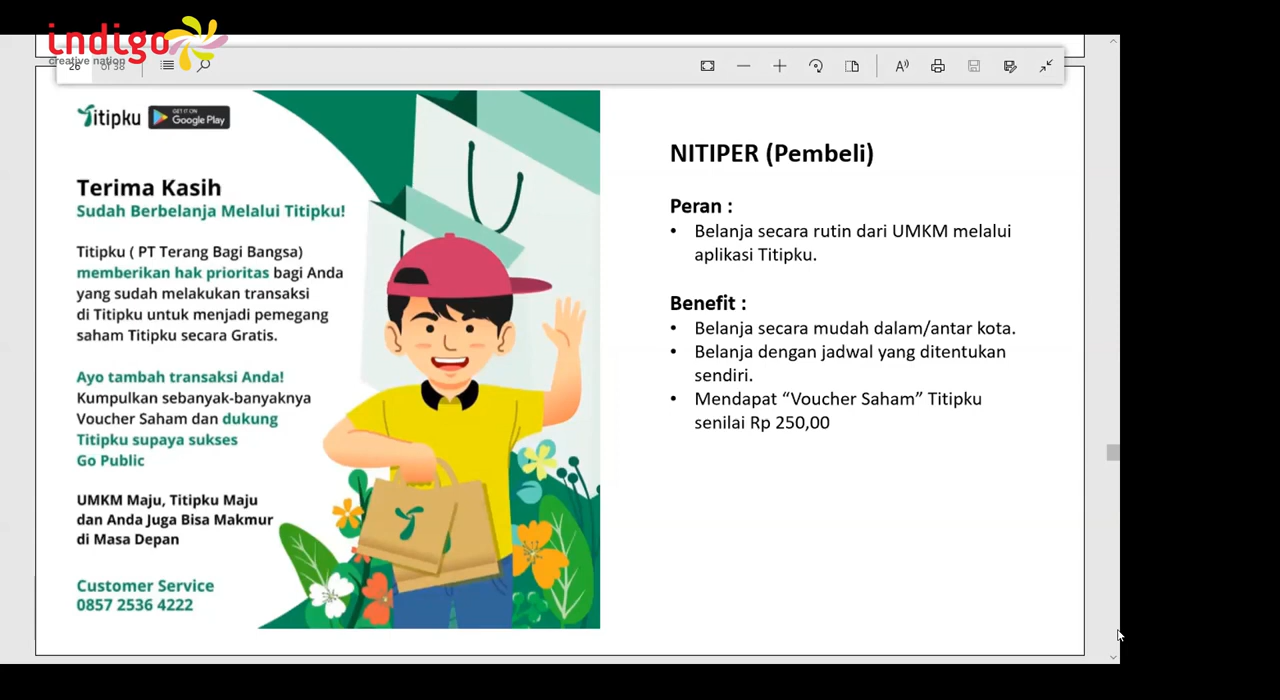 indigo
creative nation
26 of 38
Titipku GET IT ON Google Play
Terima Kasih
Sudah Berbelanja Melalui Titipku!
Titipku ( PT Terang Bagi Bangsa)
memberikan hak prioritas bagi Anda
yang sudah melakukan transaksi
di Titipku untuk menjadi pemegang
saham Titipku secara Gratis.
Ayo tambah transaksi Anda!
Kumpulkan sebanyak-banyaknya
Voucher Saham dan dukung
Titipku supaya sukses
Go Public
UMKM Maju, Titipku Maju
dan Anda Juga Bisa Makmur
di Masa Depan
Customer Service
0857 2536 4222
NITIPER (Pembeli)
Peran :
• Belanja secara rutin dari UMKM melalui
aplikasi Titipku.
Benefit :
• Belanja secara mudah dalam/antar kota.
• Belanja dengan jadwal yang ditentukan
sendiri.
• Mendapat “Voucher Saham” Titipku
senilai Rp 250,00